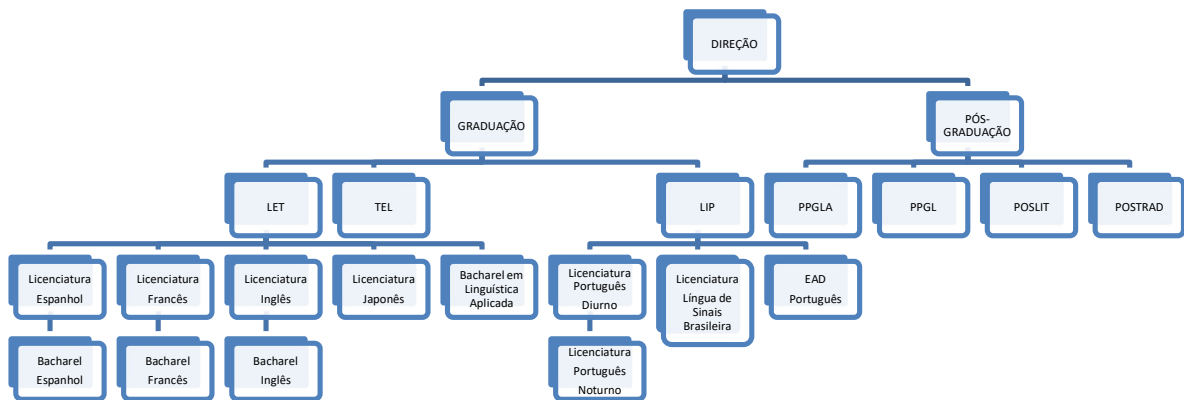 DIREÇÃO
GRADUAÇÃO
PÓS-
GRADUAÇÃO
LET
TEL
LIP
PPGLA
PPGL
POSLIT
POSTRAD
Licenciatura
Espanhol
Licenciatura
Francês
Licenciatura
Inglês
Licenciatura
Japonês
Bacharel em
Linguística
Aplicada
Licenciatura
Português
Diurno
Licenciatura
Língua de
Sinais
Brasileira
EAD
Português
Bacharel
Espanhol
Bacharel
Francês
Bacharel
Inglês
Licenciatura
Português
Noturno